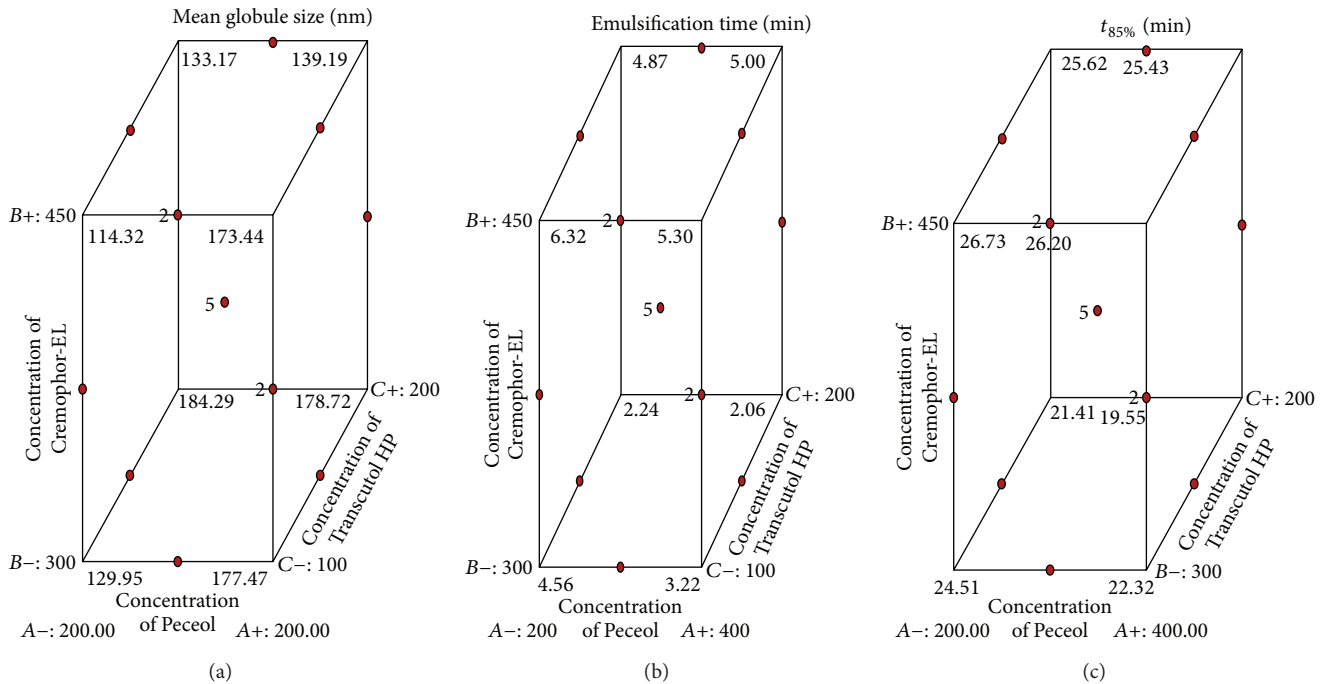 Mean globule size (nm)
133.17 139.19
B+: 450 2
114.32 173.44
5
Concentration of
Cremophor-EL
2 C+: 200
184.29 178.72
Concentration of
Transcutol HP
B−: 300 C−: 100
129.95 177.47
Concentration
of Peceol
A−: 200.00 A+: 200.00
(a)
Emulsification time (min)
4.87 5.00
B+: 450 2
6.32 5.30
5
Concentration of
Cremophor-EL
2 C+: 200
2.24 2.06
Concentration of
Transcutol HP
B−: 300 C−: 100
4.56 3.22
Concentration
of Peceol
A−: 200 A+: 400
(b)
t85% (min)
25.62 25.43
B+: 450 2
26.73 26.20
5
Concentration of
Cremophor-EL
2 C+: 200
21.41 19.55
Concentration of
Transcutol HP
B−: 300
24.51 22.32
Concentration
of Peceol
A−: 200.00 A+: 400.00
(c)